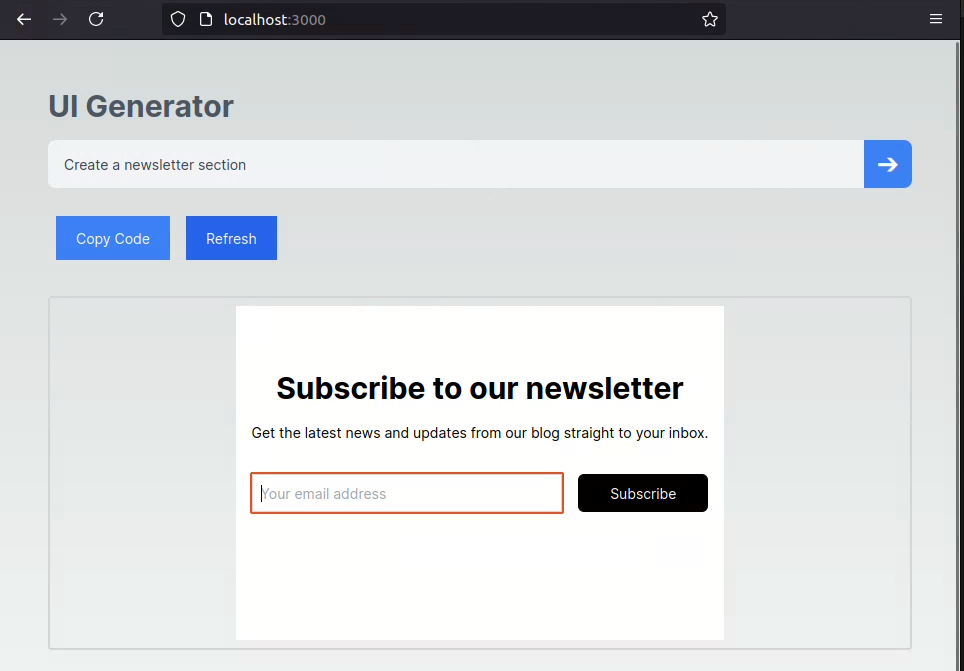 localhost:3000
UI Generator
Create a newsletter section
Copy Code
Refresh
Subscribe to our newsletter
Get the latest news and updates from our blog straight to your inbox.
Your email address
Subscribe